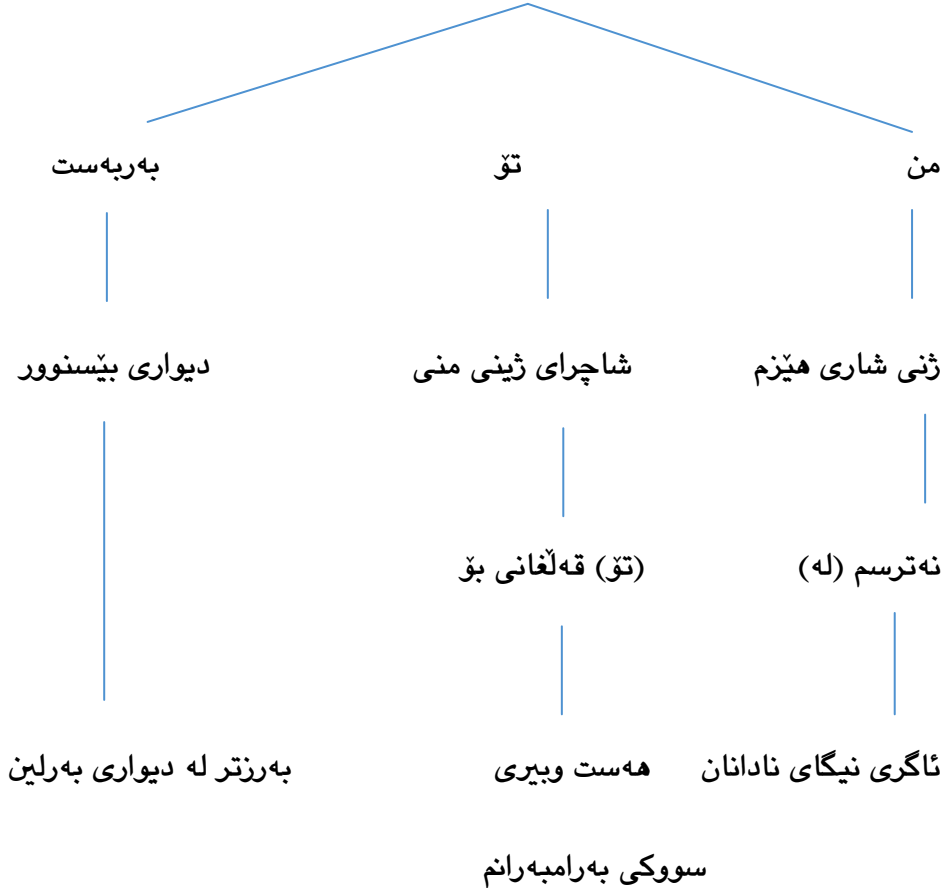 من تۆ بەربەست
ژنی شاری هێزم شاچرای ژینی منی دیواری بێسنوور
نەترسم (لە) (تۆ) قەڵغانی بۆ
ئاگری نیگای نادانان هەست وبیری بەرزتر لە دیواری بەرلین
سووکی بەرامبەرانم